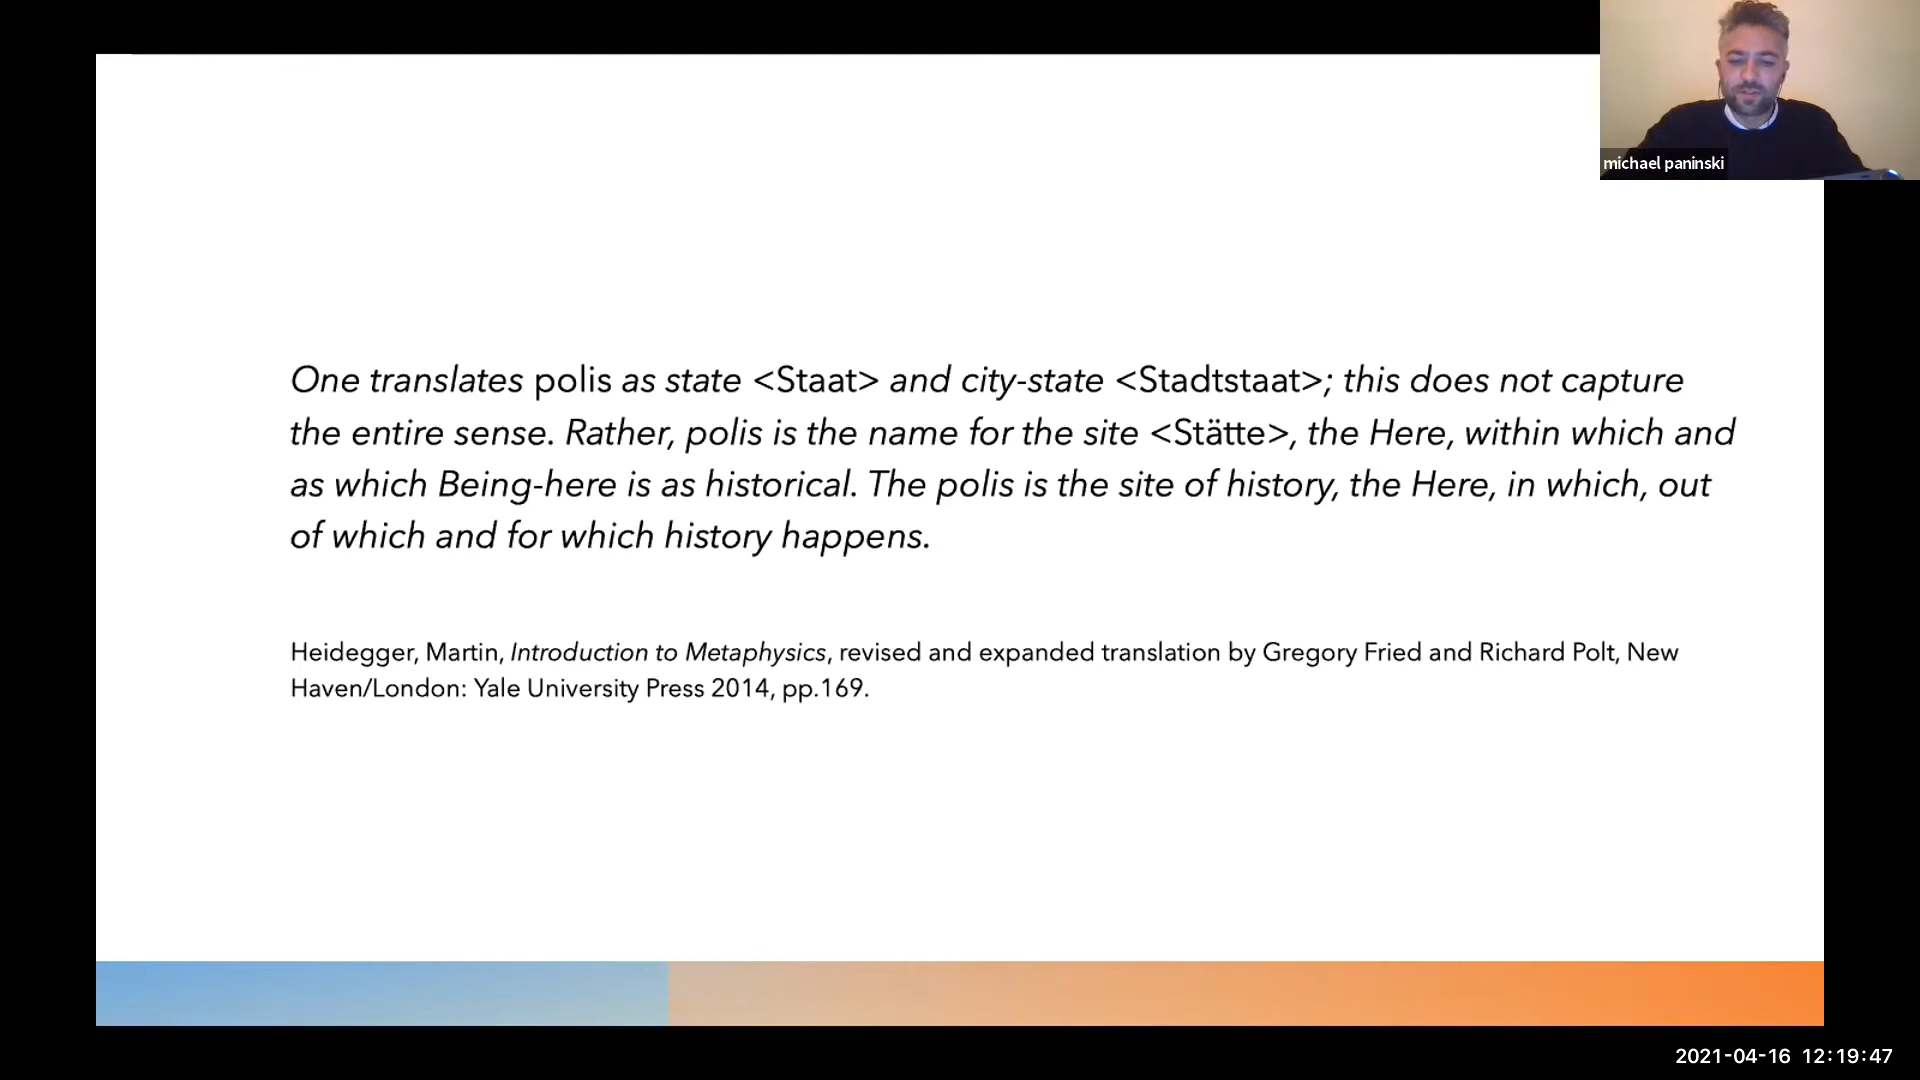 michael paninski
One translates polis as state <Staat> and city-state <Stadtstaat>; this does not capture
the entire sense. Rather, polis is the name for the site <Stätte>, the Here, within which and
as which Being-here is as historical. The polis is the site of history, the Here, in which, out
of which and for which history happens.
Heidegger, Martin, Introduction to Metaphysics, revised and expanded translation by Gregory Fried and Richard Polt, New
Haven/London: Yale University Press 2014, pp.169.
2021-04-16 12:19:47